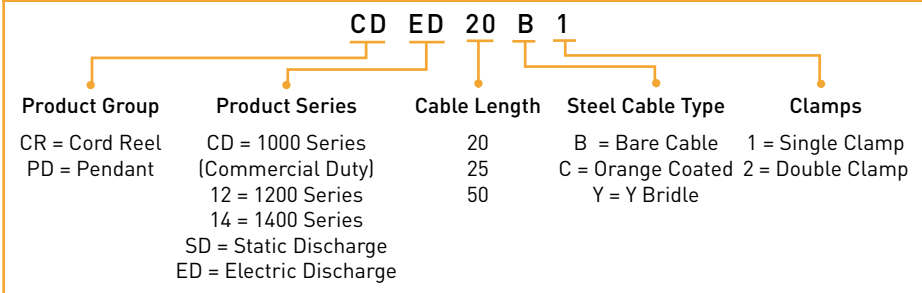 CD ED 20 B 1
Product Group
CR = Cord Reel
PD = Pendant
Product Series
CD = 1000 Series
(Commercial Duty)
12 = 1200 Series
14 = 1400 Series
SD = Static Discharge
ED = Electric Discharge
Cable Length
20
25
50
Steel Cable Type
B = Bare Cable
C = Orange Coated
Y = Y Bridle
Clamps
1 = Single Clamp
2 = Double Clamp